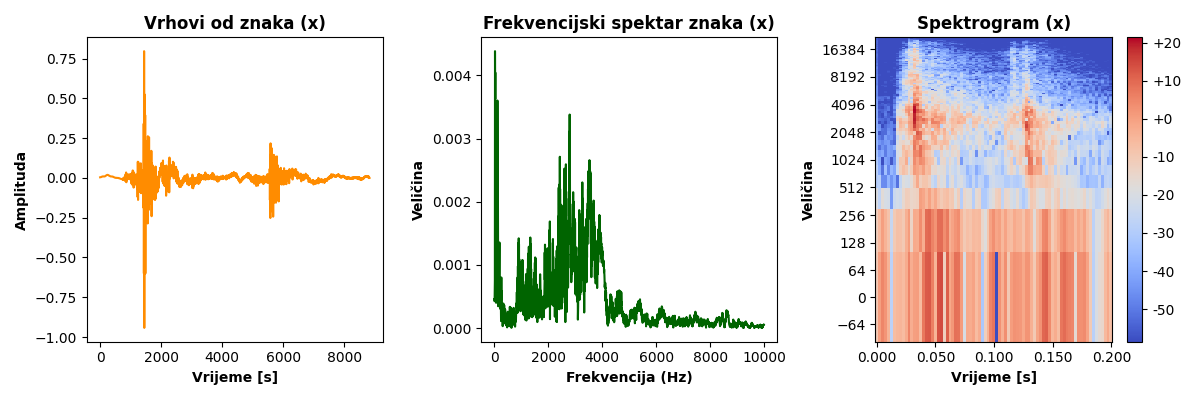 Vrhovi od znaka (x)
Amplituda
0.75
0.50
0.25
0.00
−0.25
−0.50
−0.75
−1.00
0 2000 4000 6000 8000
Vrijeme [s]
Frekvencijski spektar znaka (x)
Veličina
0.004
0.003
0.002
0.001
0.000
0 2000 4000 6000 8000 10000
Frekvencija (Hz)
Spektrogram (x)
Veličina
16384
8192
4096
2048
1024
512
256
128
64
0
−64
0.000 0.050 0.100 0.150 0.200
Vrijeme [s]
+20
+10
+0
-10
-20
-30
-40
-50